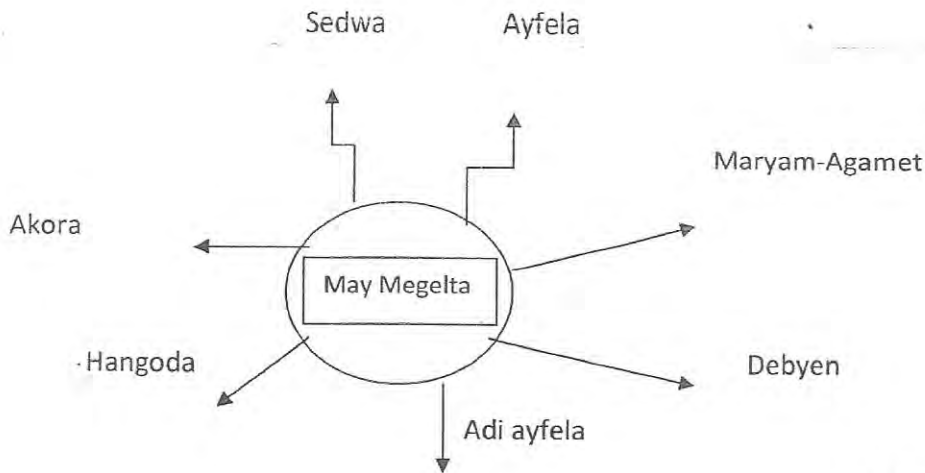 Sedwa Ayfela
Maryam-Agamet
Akora
May Megelta
Hangoda
Debyen
Adi ayfela